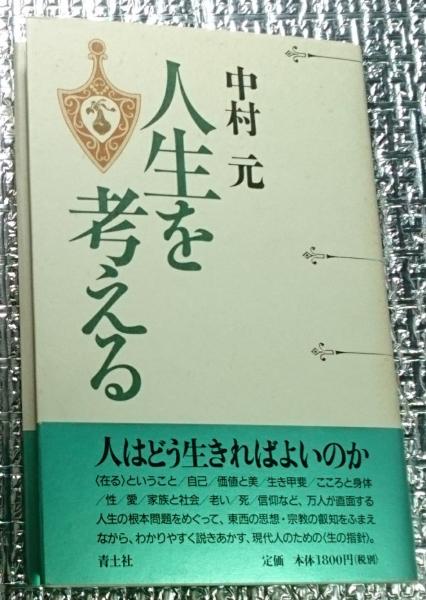 中村 元
人生を
考える
人はどう生きればよいのか
〈在る〉ということ/自己/価値と美/生き甲斐/こころと身体
/性/愛/家族と社会/老い/死/信仰など、万人が直面する
人生の根本問題をめぐって、東西の思想・宗教の叡知をふまえ
ながら、わかりやすく説きあかす、現代人のための〈生の指針〉。
青土社
定価 本体1800円(税別)